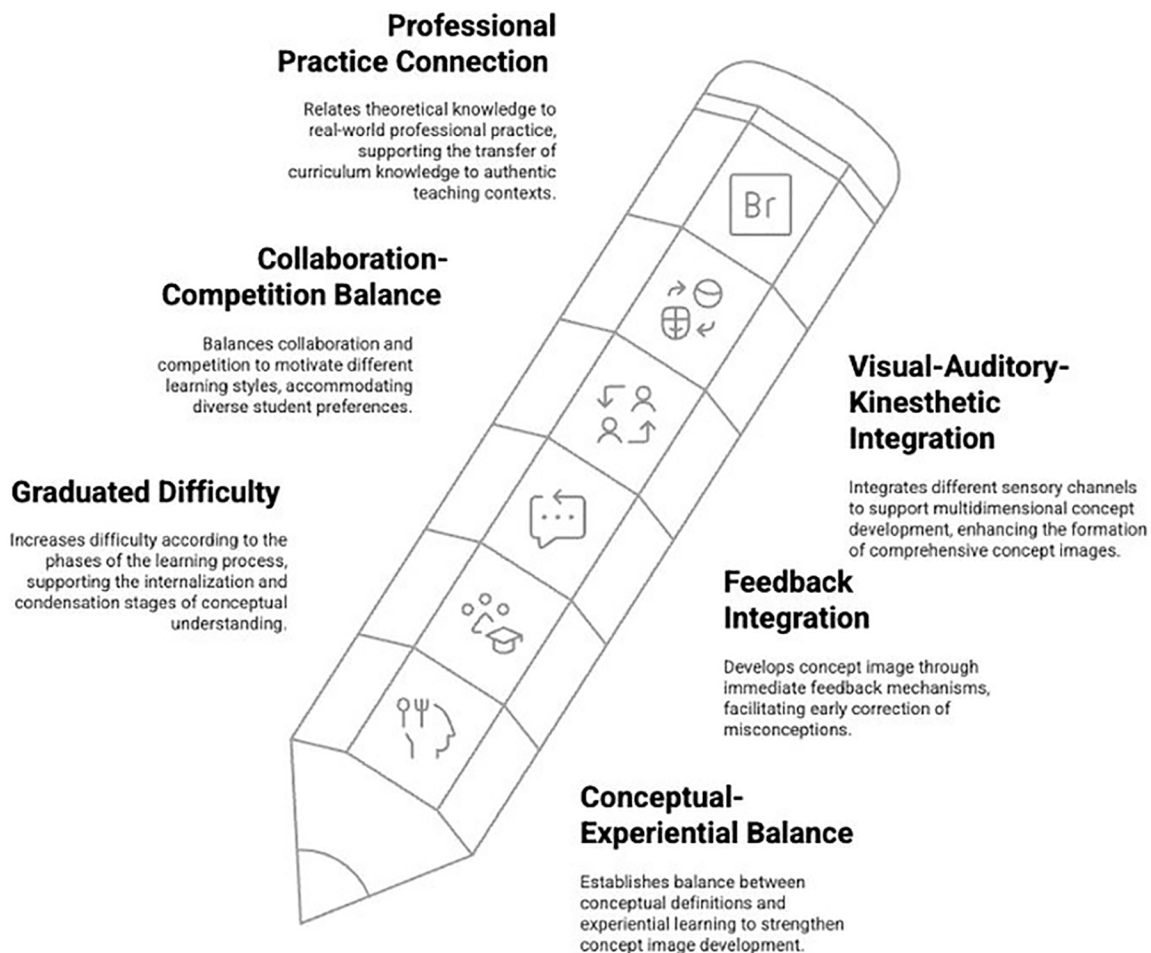 Professional
Practice Connection
Relates theoretical knowledge to
real-world professional practice,
supporting the transfer of
curriculum knowledge to authentic
teaching contexts.
Br
Collaboration-
Competition Balance
Balances collaboration and
competition to motivate different
learning styles, accommodating
diverse student preferences.
Visual-Auditory-
Kinesthetic
Integration
Integrates different sensory channels
to support multidimensional concept
development, enhancing the formation
of comprehensive concept images.
Graduated Difficulty
Increases difficulty according to the
phases of the learning process,
supporting the internalization and
condensation stages of conceptual
understanding.
Feedback
Integration
Develops concept image through
immediate feedback mechanisms,
facilitating early correction of
misconceptions.
Conceptual-
Experiential Balance
Establishes balance between
conceptual definitions and
experiential learning to strengthen
concept image development.